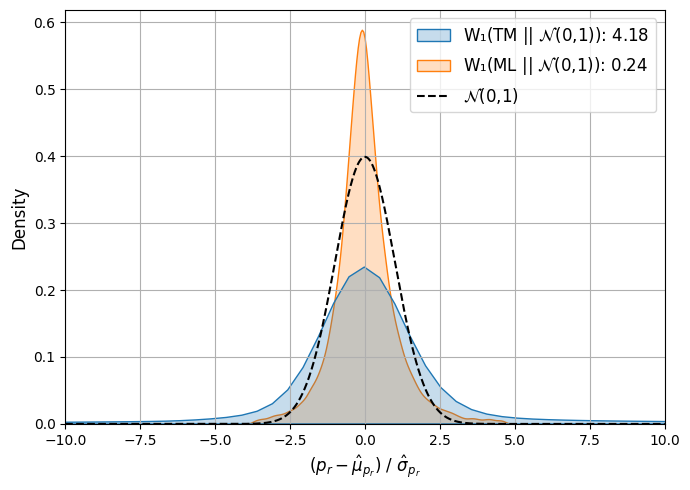 W₁(TM || 𝒩(0,1)): 4.18
W₁(ML || 𝒩(0,1)): 0.24
𝒩(0,1)
Density
0.6
0.5
0.4
0.3
0.2
0.1
0.0
−10.0 −7.5 −5.0 −2.5 0.0 2.5 5.0 7.5 10.0
(p_r − μ̂_{p_r}) / σ̂_{p_r}